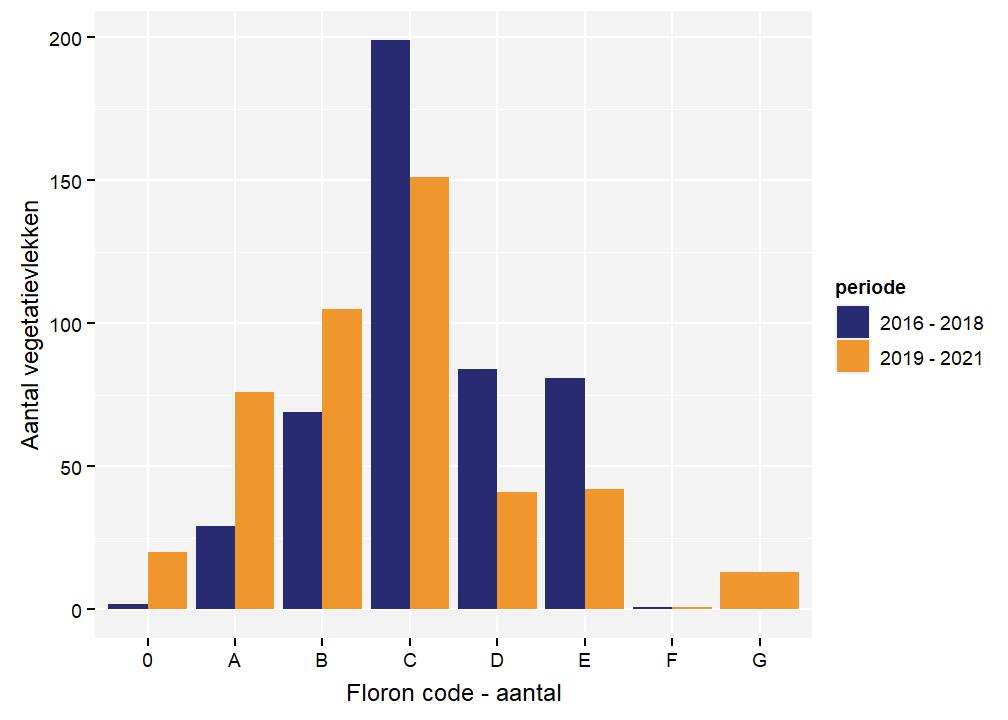 200
150
100
50
0
Aantal vegetatievlekken
0 A B C D E F G
Floron code - aantal
periode
2016 - 2018
2019 - 2021